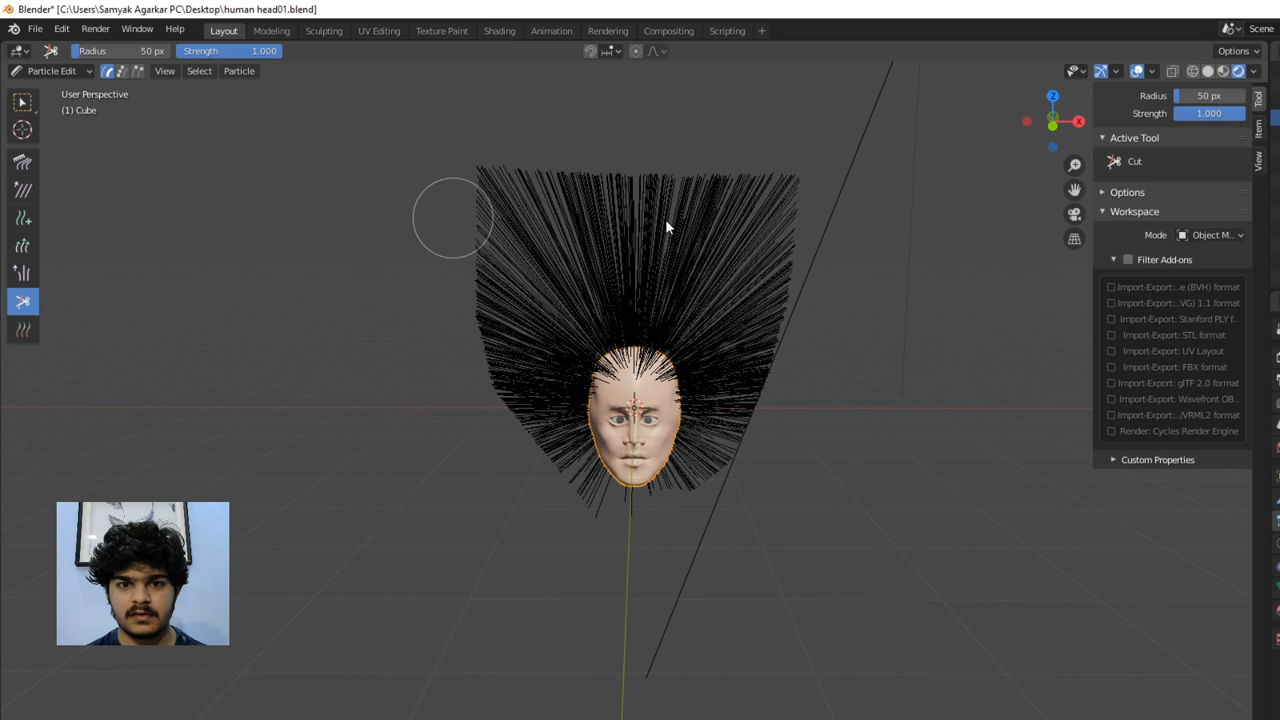 Blender* [C:\Users\Samyak Agarkar PC\Desktop\human head01.blend]
File Edit Render Window Help Layout Modeling Sculpting UV Editing Texture Paint Shading Animation Rendering Compositing Scripting Scene
Radius 50 px Strength 1.000 Options
Particle Edit View Select Particle
User Perspective
(1) Cube
Z
X
Radius 50 px
Strength 1.000
Active Tool
Cut
Options
Workspace
Mode Object M..
Filter Add-ons
Import-Export:...e (BVH) format
Import-Export:...VG) 1.1 format
Import-Export: Stanford PLY f...
Import-Export: STL format
Import-Export: UV Layout
Import-Export: FBX format
Import-Export: glTF 2.0 format
Import-Export: Wavefront OB...
Import-Export:.../VRML2 format
Render: Cycles Render Engine
Custom Properties
Tool
Item
View